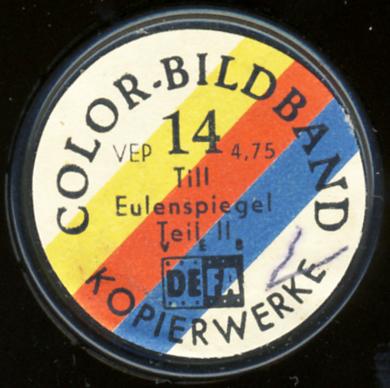 COLOR-BILDBAND
VEP 14 4,75
Till
Eulenspiegel
Teil II
VEB
DEFA
KOPIERWERKE